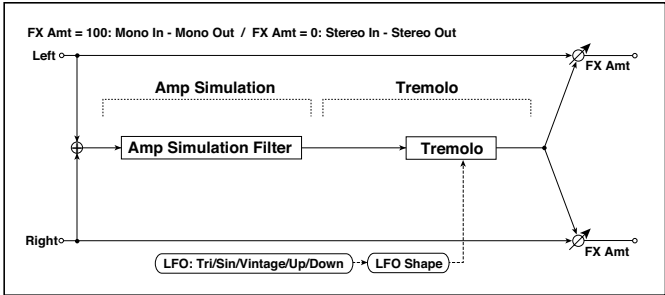 FX Amt = 100: Mono In - Mono Out / FX Amt = 0: Stereo In - Stereo Out
Left
FX Amt
Amp Simulation
Tremolo
Amp Simulation Filter
Tremolo
Right
FX Amt
LFO: Tri/Sin/Vintage/Up/Down
LFO Shape